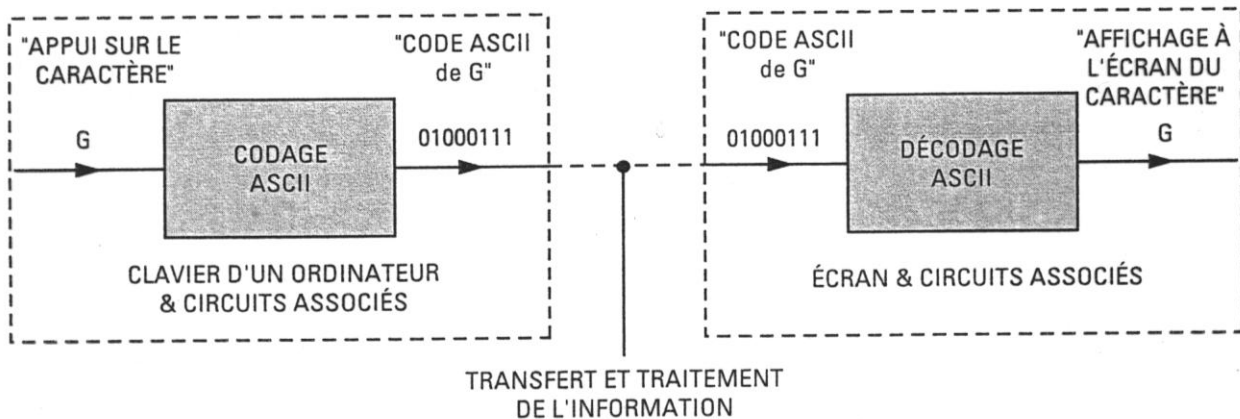 "APPUI SUR LE
CARACTÈRE"
"CODE ASCII
de G"
G
CODAGE
ASCII
01000111
CLAVIER D'UN ORDINATEUR
& CIRCUITS ASSOCIÉS
"CODE ASCII
de G"
"AFFICHAGE À
L'ÉCRAN DU
CARACTÈRE"
01000111
DÉCODAGE
ASCII
G
ÉCRAN & CIRCUITS ASSOCIÉS
TRANSFERT ET TRAITEMENT
DE L'INFORMATION